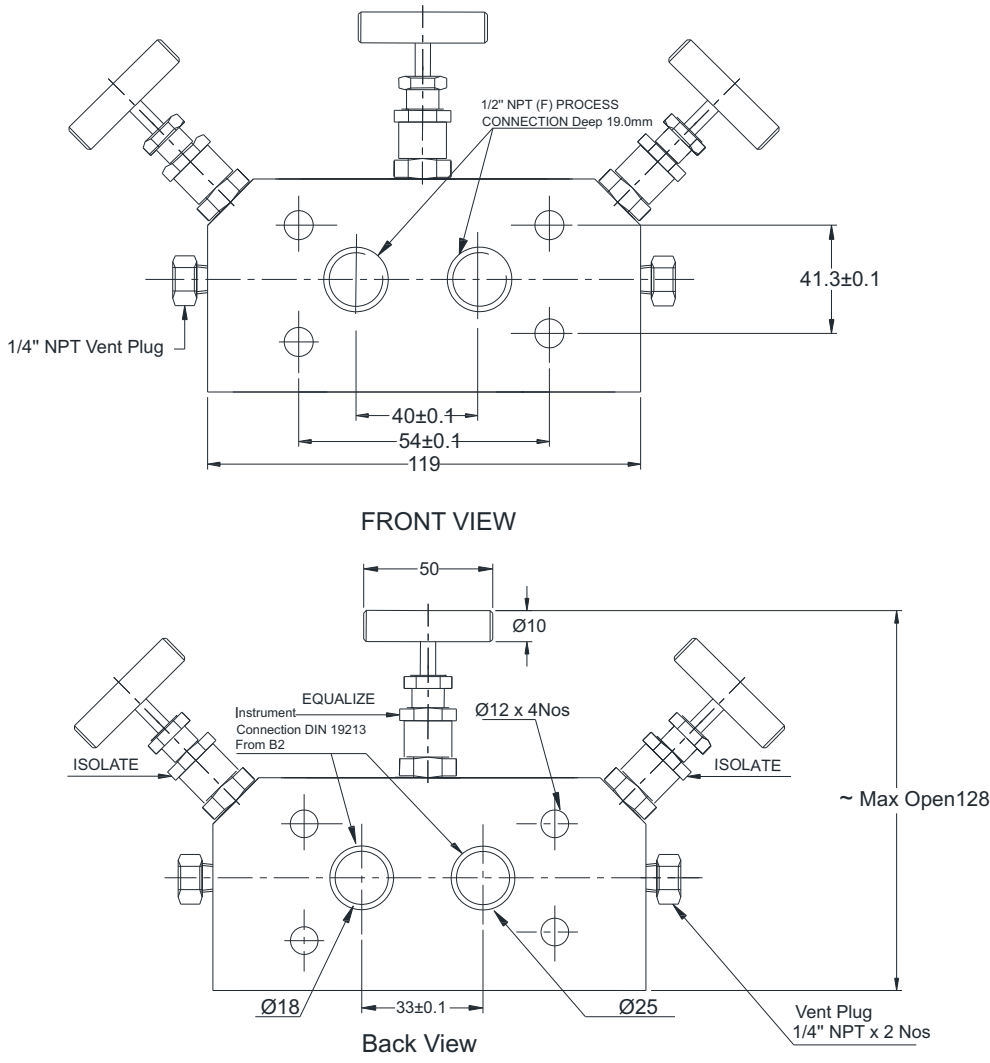 1/2" NPT (F) PROCESS
CONNECTION Deep 19.0mm
41.3±0.1
1/4" NPT Vent Plug
40±0.1
54±0.1
119
FRONT VIEW
50
Ø10
EQUALIZE
Instrument
Connection DIN 19213
From B2
Ø12 x 4Nos
ISOLATE
ISOLATE
~ Max Open128
Ø18
33±0.1
Ø25
Vent Plug
1/4" NPT x 2 Nos
Back View